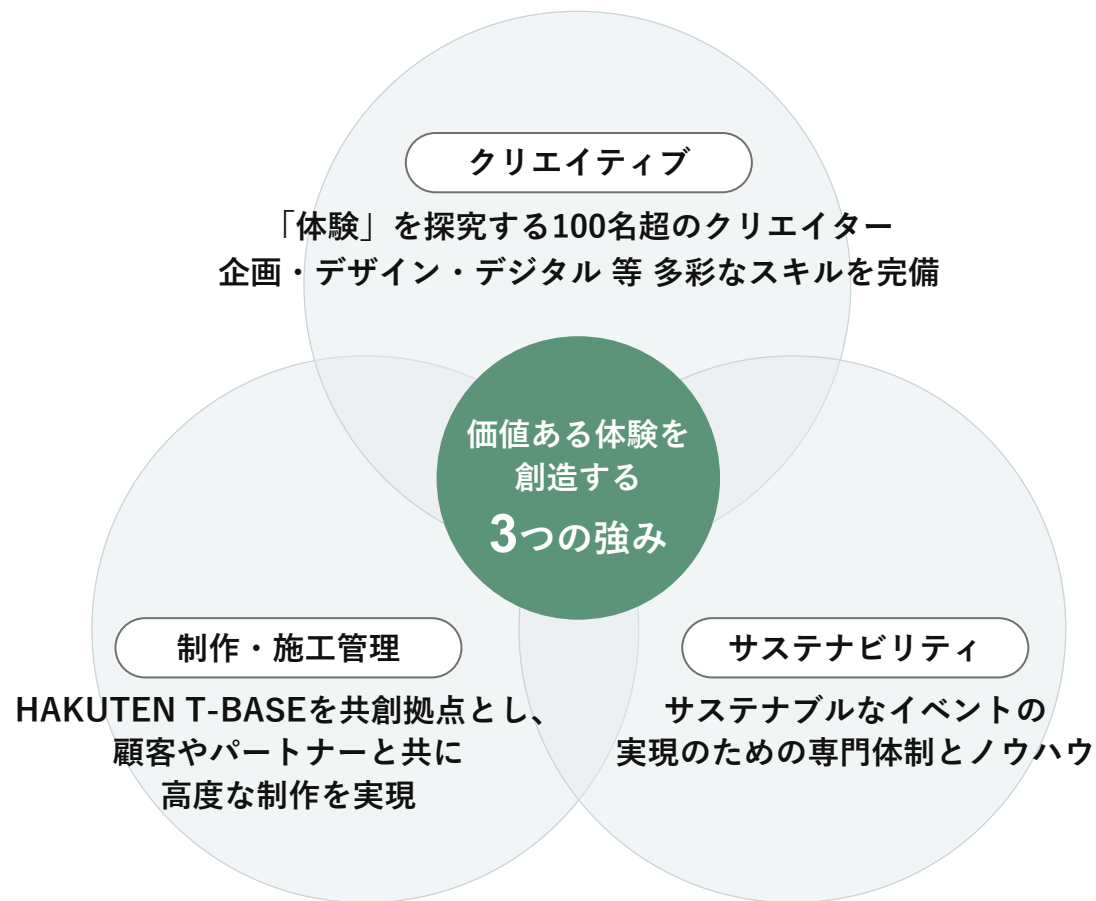 クリエイティブ
「体験」を探究する100名超のクリエイター
企画・デザイン・デジタル 等 多彩なスキルを完備
価値ある体験を
創造する
3つの強み
制作・施工管理
HAKUTEN T-BASEを共創拠点とし、
顧客やパートナーと共に
高度な制作を実現
サステナビリティ
サステナブルなイベントの
実現のための専門体制とノウハウ